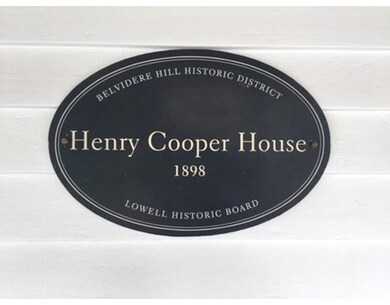 BELVIDERE HILL HISTORIC DISTRICT
Henry Cooper House
1898
LOWELL HISTORIC BOARD